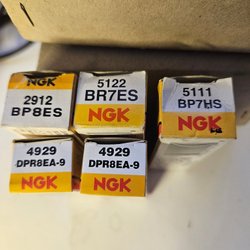 NGK
2912
BP8ES
5122
BR7ES
NGK
5111
BP7HS
NGK
4929
DPR8EA-9
NGK
4929
DPR8EA-9
NGK